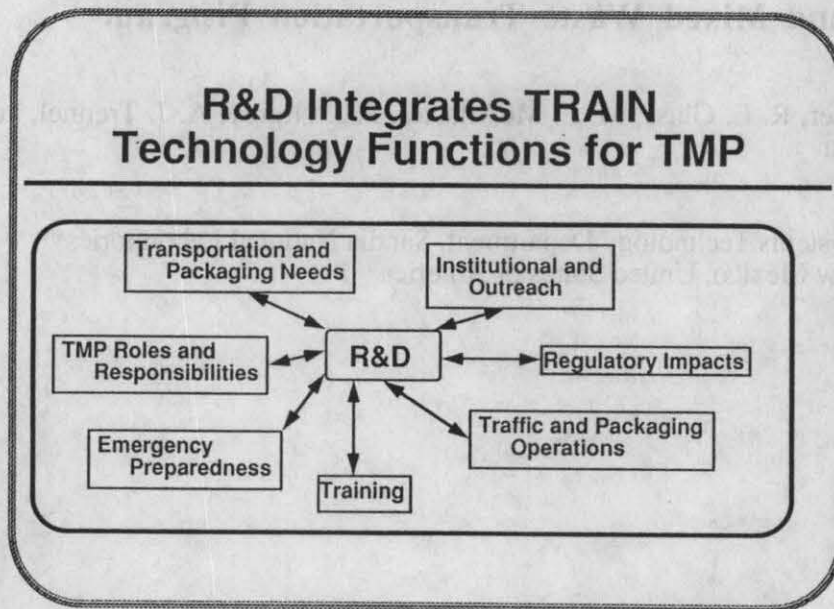 R&D Integrates TRAIN
Technology Functions for TMP
Transportation and
Packaging Needs
Institutional and
Outreach
TMP Roles and
Responsibilities
R&D
Regulatory Impacts
Emergency
Preparedness
Training
Traffic and Packaging
Operations